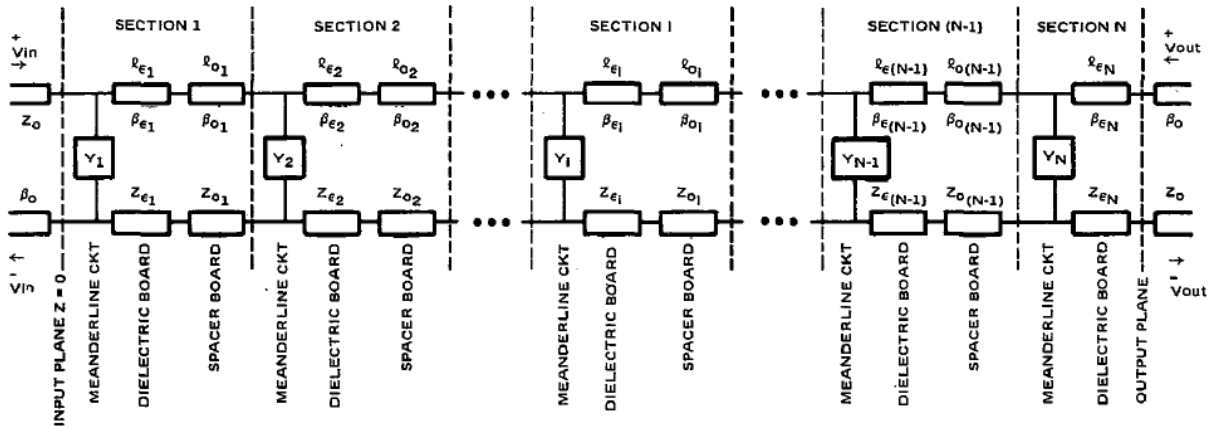 SECTION 1 SECTION 2 SECTION I SECTION (N-1) SECTION N
+ +
Vin Vout
ℓε1 ℓo1 ℓε2 ℓo2 ℓεi ℓoi ℓε(N-1) ℓo(N-1) ℓεN
Zo βε1 βo1 βε2 βo2 βεi βoi βε(N-1) βo(N-1) βεN βo
Y1 Y2 Yi YN-1 YN
βo Zε1 Zo1 Zε2 Zo2 Zεi Zoi Zε(N-1) Zo(N-1) ZεN Zo
- -
Vin Vout
INPUT PLANE Z = 0
MEANDERLINE CKT
DIELECTRIC BOARD
SPACER BOARD
MEANDERLINE CKT
DIELECTRIC BOARD
SPACER BOARD
MEANDERLINE CKT
DIELECTRIC BOARD
SPACER BOARD
MEANDERLINE CKT
DIELECTRIC BOARD
SPACER BOARD
MEANDERLINE CKT
DIELECTRIC BOARD
OUTPUT PLANE